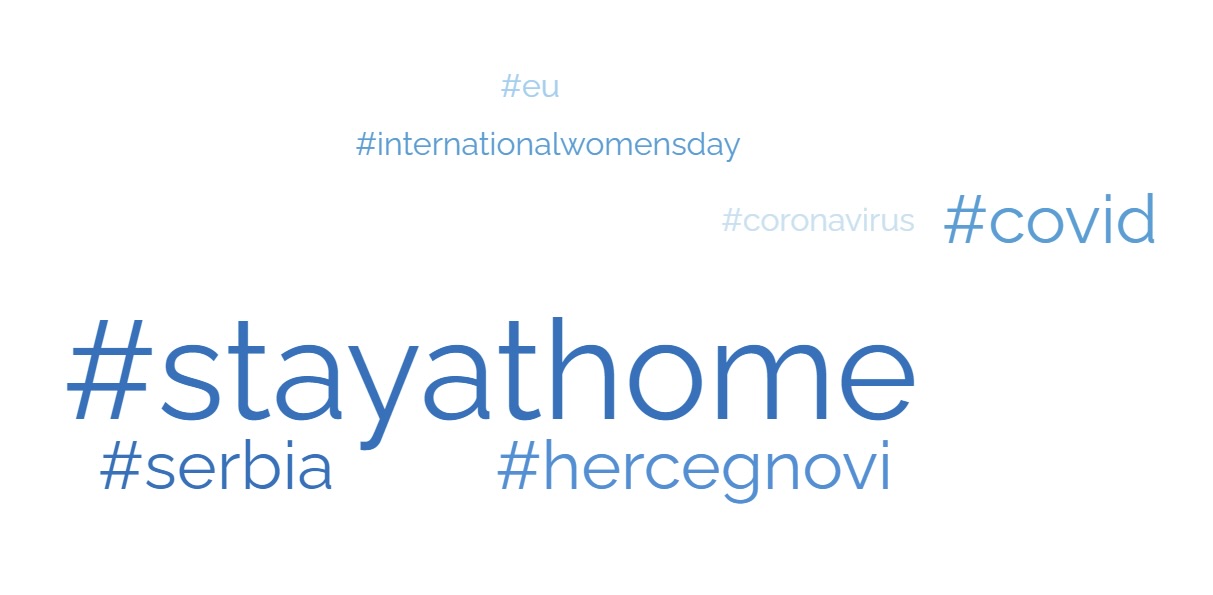 #eu
#internationalwomensday
#coronavirus #covid
#stayathome
#serbia #hercegnovi